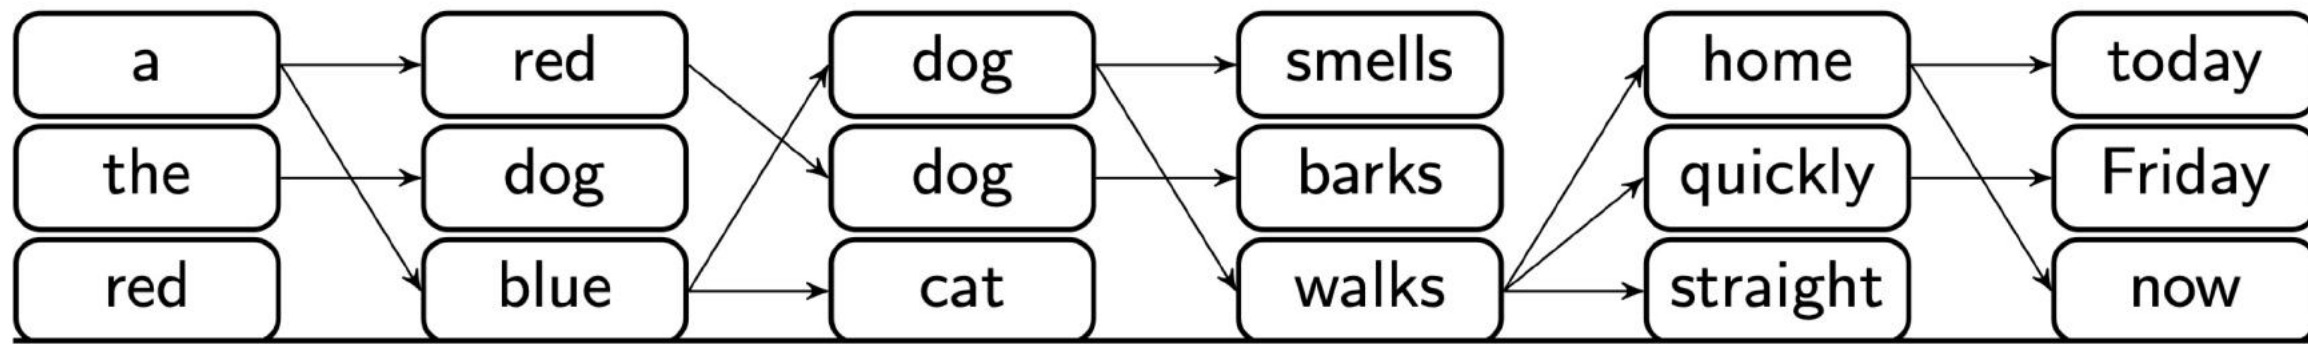 a red dog smells home today
the dog dog barks quickly Friday
red blue cat walks straight now